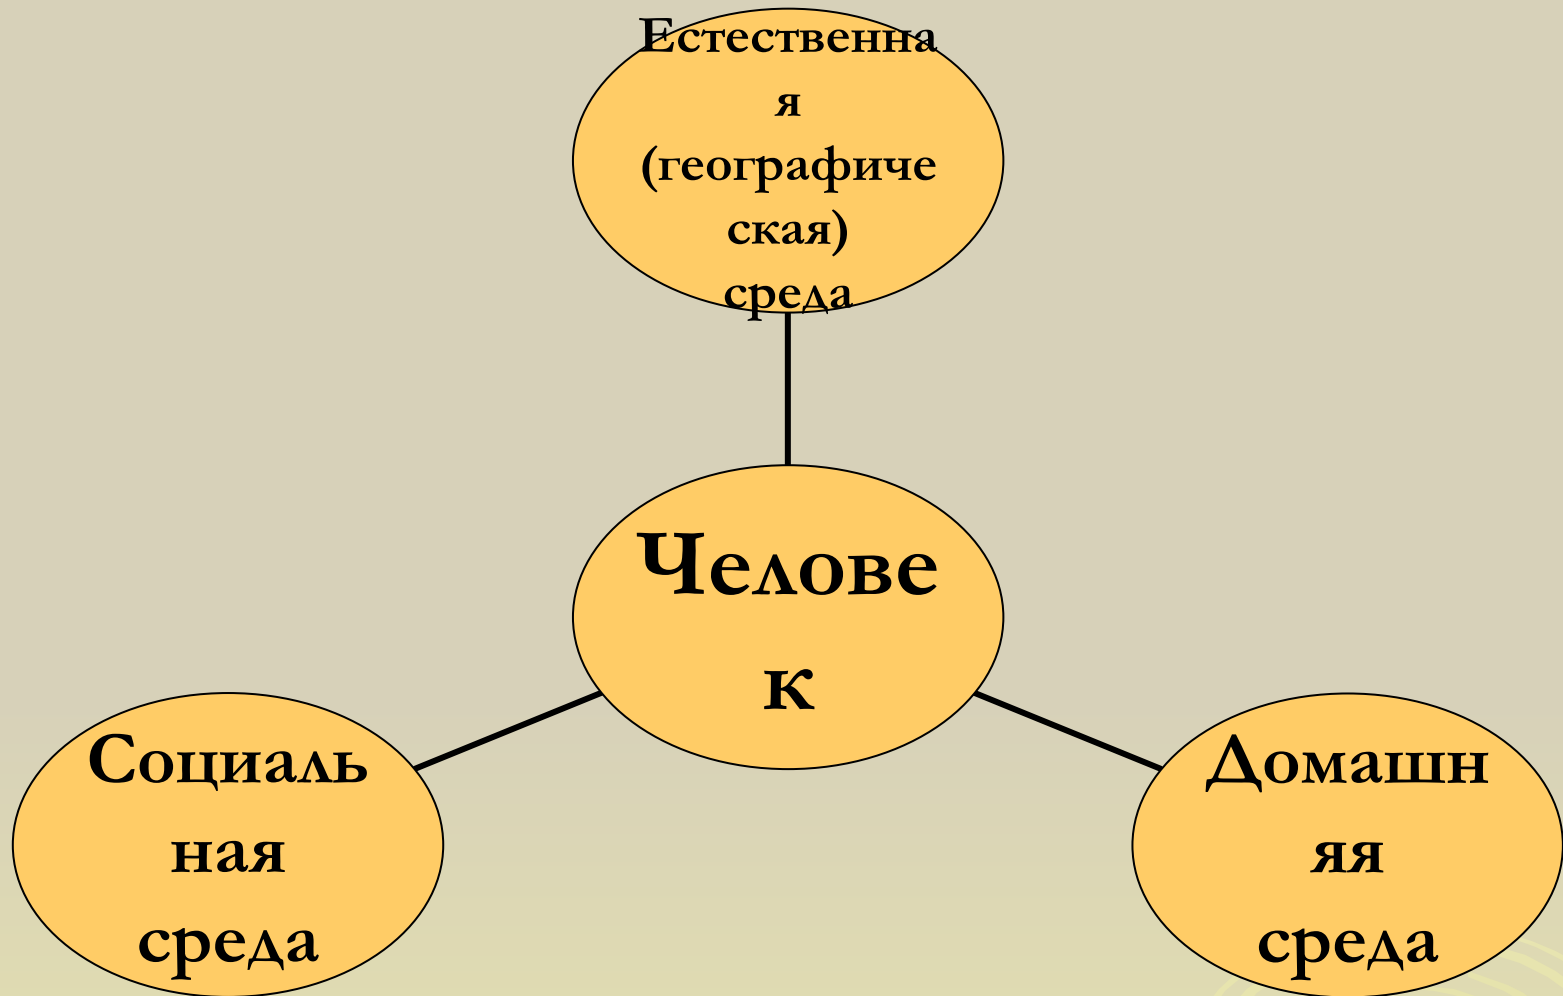 Естественна
я
(географиче
ская)
среда
Челове
к
Социаль
ная
среда
Домашн
яя
среда